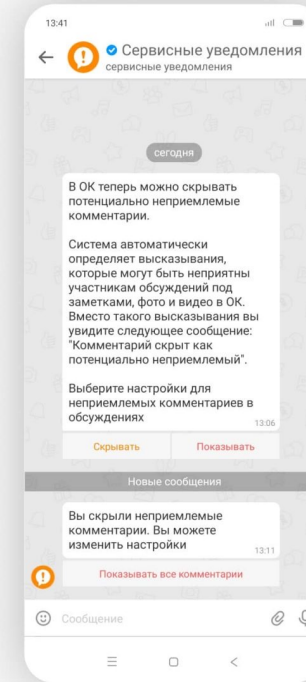 13:41
Сервисные уведомления
сервисные уведомления
сегодня
В ОК теперь можно скрывать
потенциально неприемлемые
комментарии.
Система автоматически
определяет высказывания,
которые могут быть неприятны
участникам обсуждений под
заметками, фото и видео в ОК.
Вместо такого высказывания вы
увидите следующее сообщение:
"Комментарий скрыт как
потенциально неприемлемый".
Выберите настройки для
неприемлемых комментариев в
обсуждениях
13:06
Скрывать Показывать
Новые сообщения
Вы скрыли неприемлемые
комментарии. Вы можете
изменить настройки
13:11
Показывать все комментарии
Сообщение